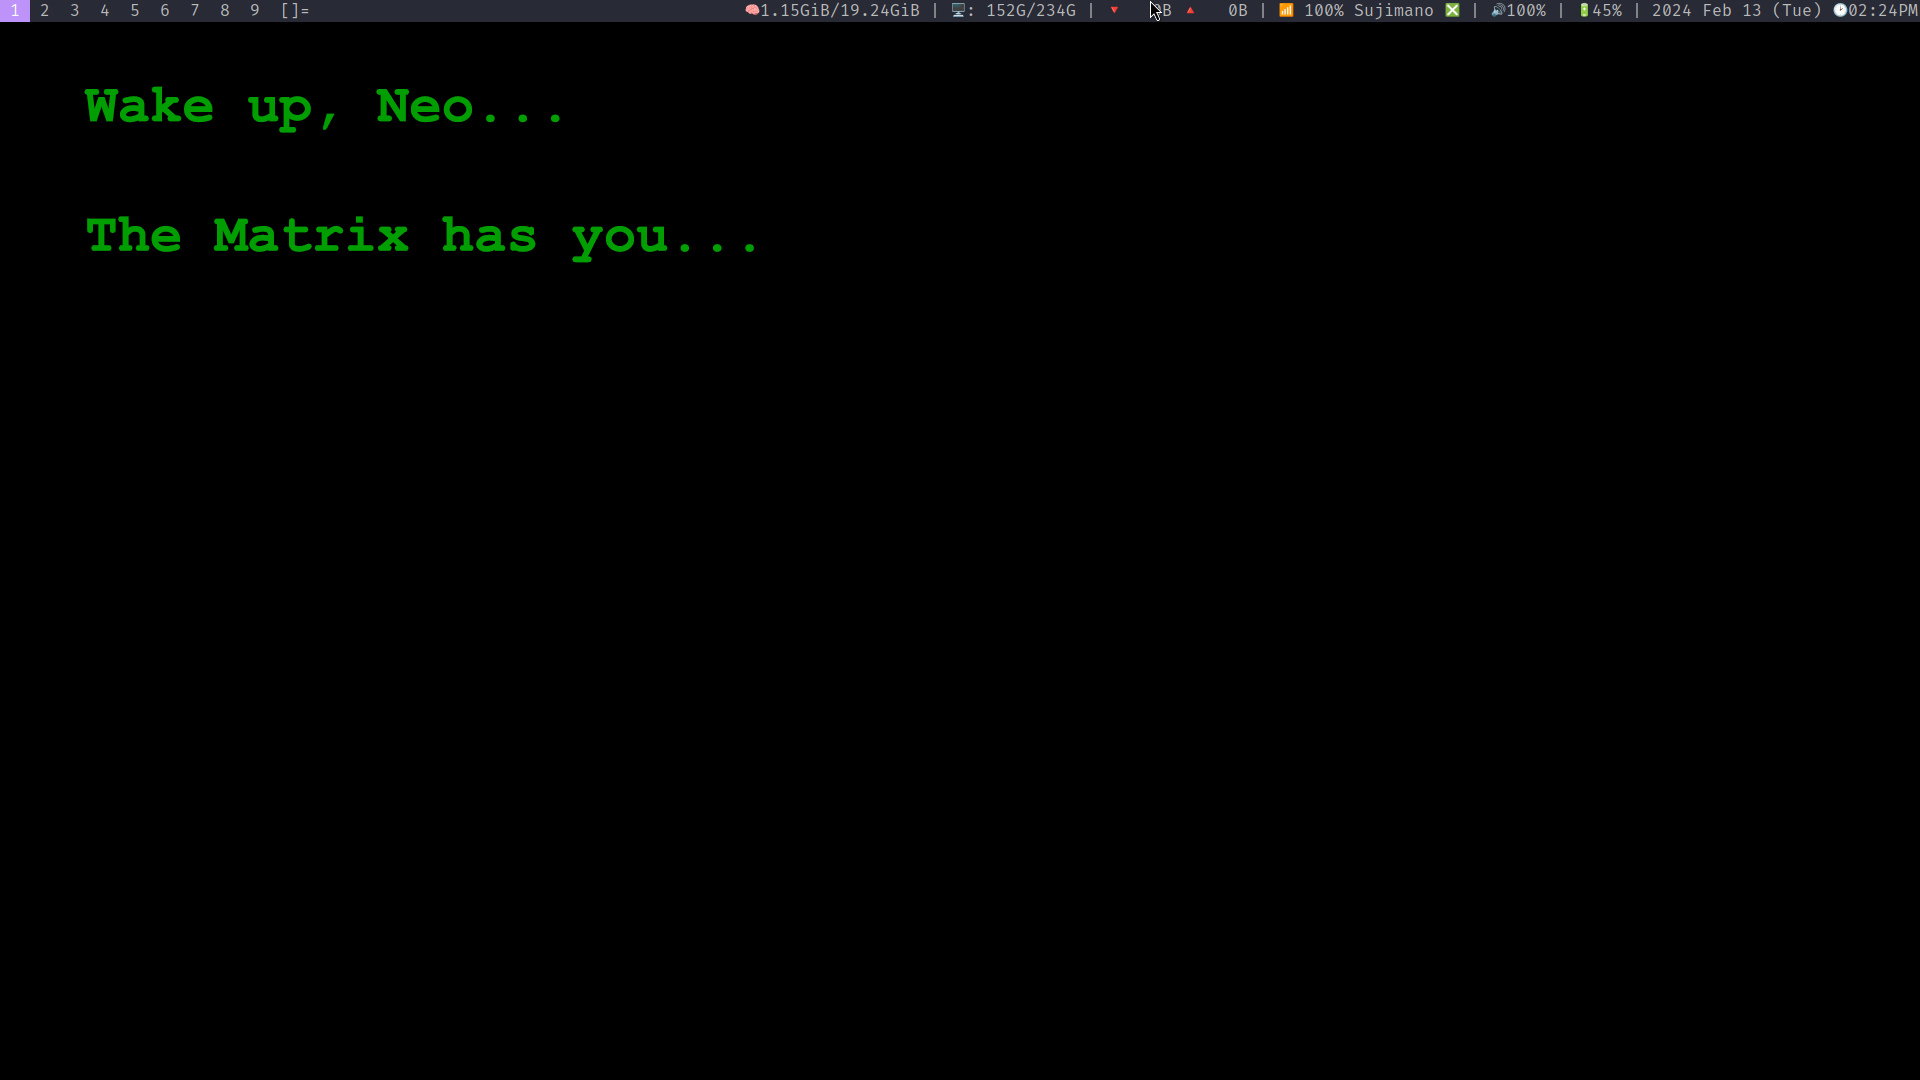 1 2 3 4 5 6 7 8 9 []= 🧠1.15GiB/19.24GiB | 🖥️: 152G/234G | 🔻 0B 🔺 0B | 📶 100% Sujimano ❎ | 🔊100% | 🔋45% | 2024 Feb 13 (Tue) 🕑02:24PM
Wake up, Neo...
The Matrix has you...